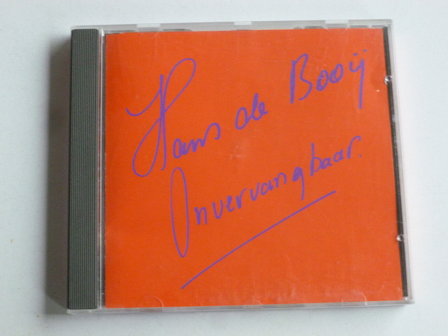 Hans de Booij
Onvervangbaar.